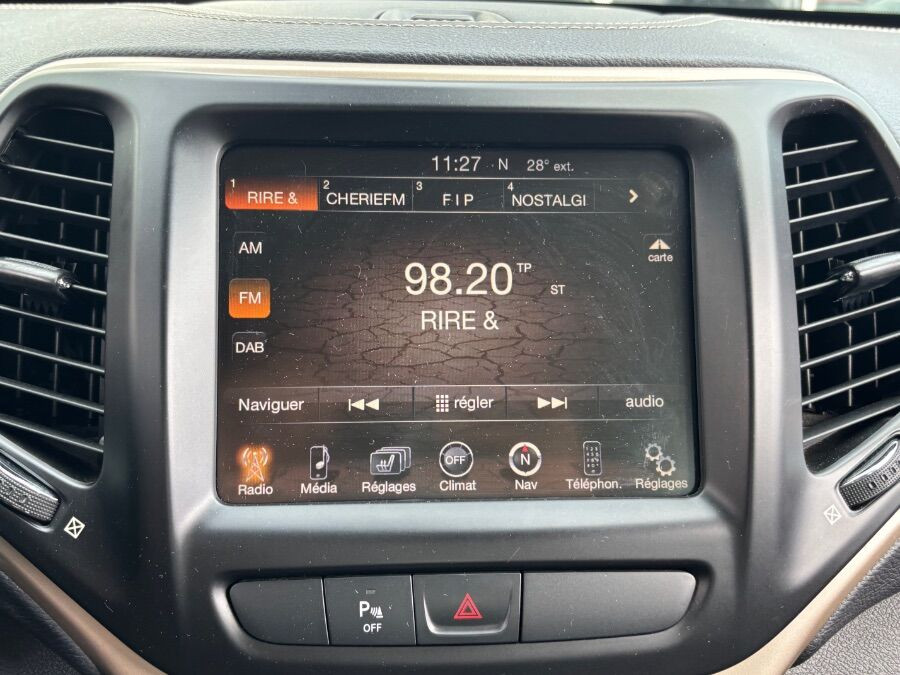 11:27 N 28° ext.
1 RIRE & 2 CHERIEFM 3 FIP 4 NOSTALGI
carte
AM
98.20 TP ST
FM
RIRE &
DAB
Naviguer régler audio
OFF N
Radio Média Réglages Climat Nav Téléphon. Réglages
P
OFF